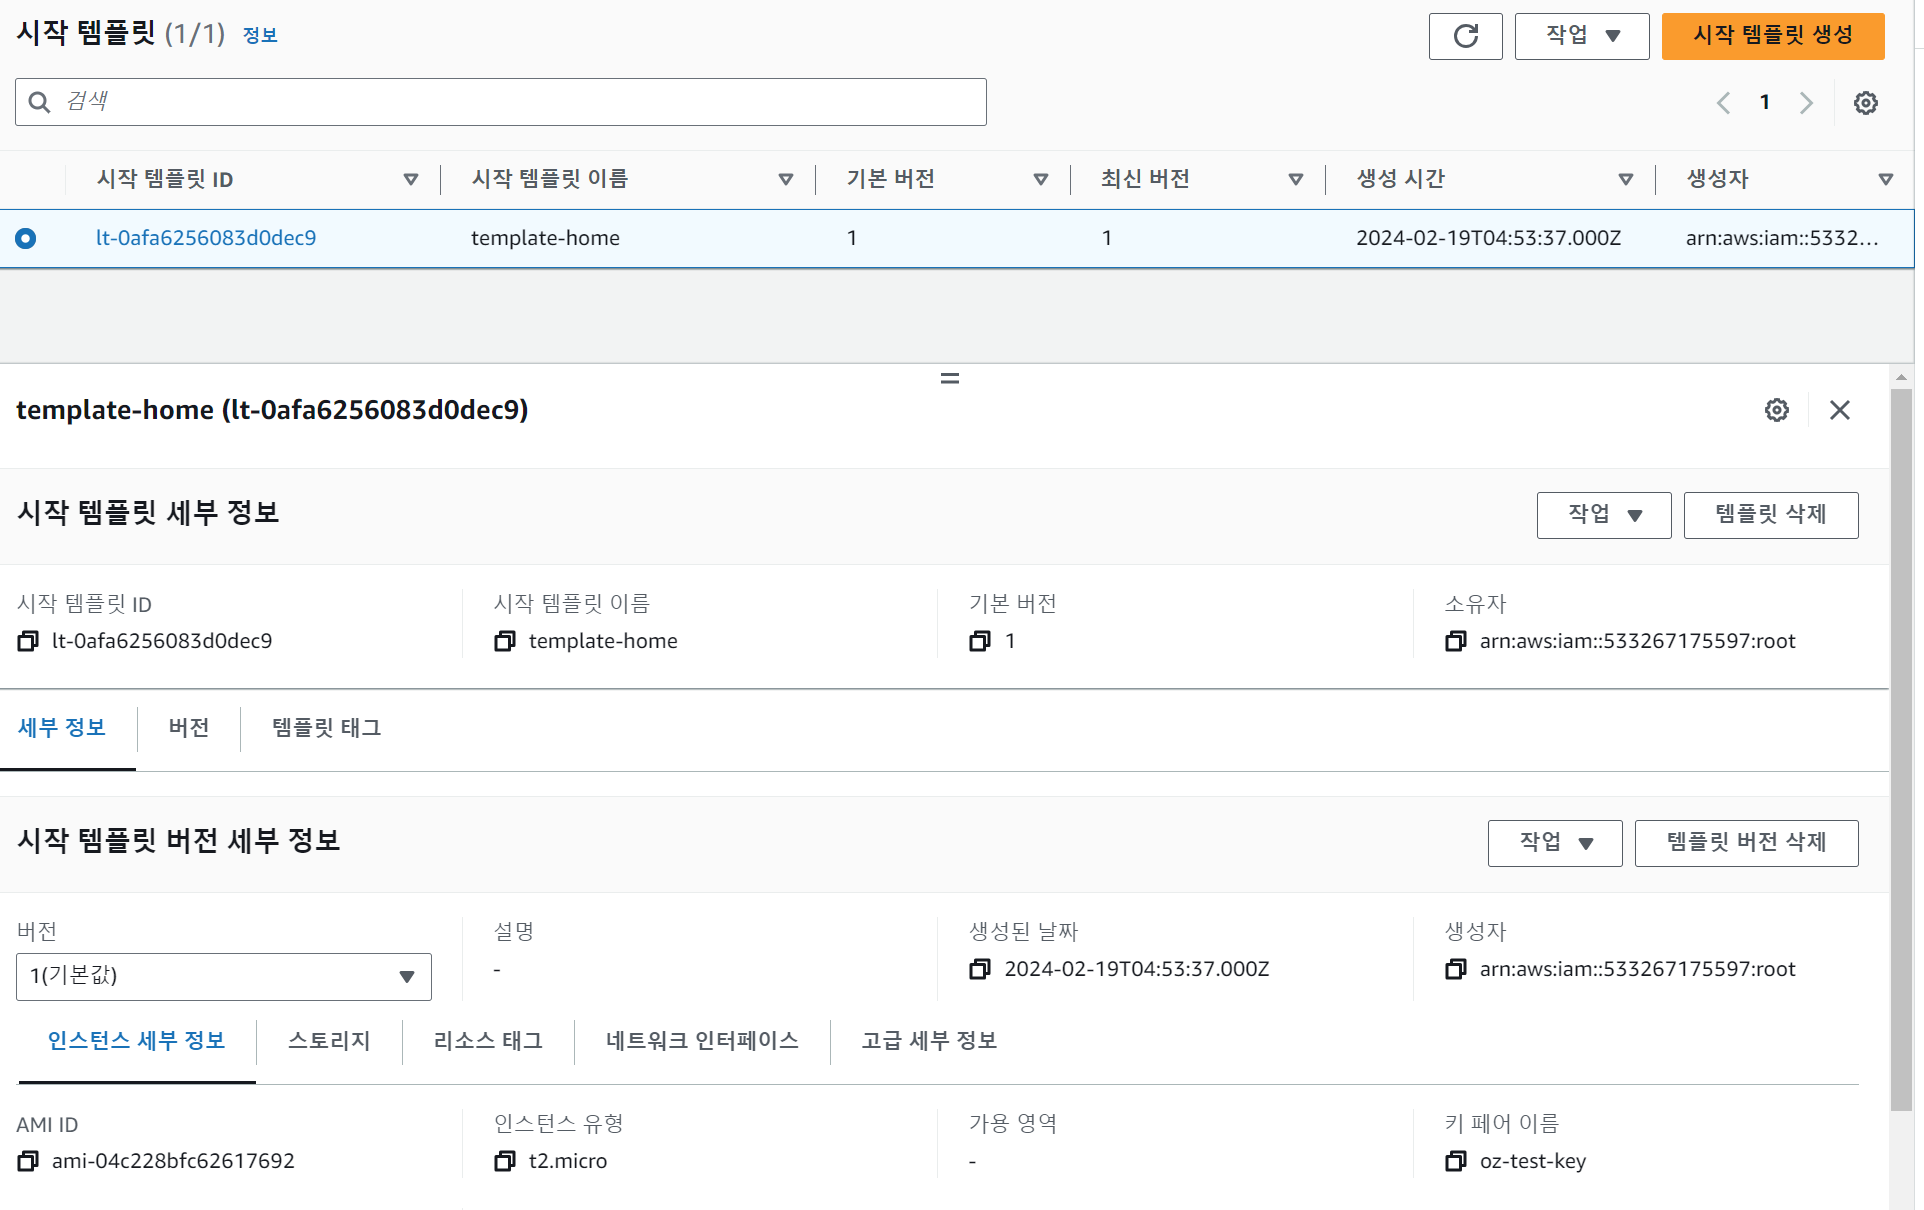 시작 템플릿 (1/1) 정보 작업 시작 템플릿 생성
검색 1
시작 템플릿 ID 시작 템플릿 이름 기본 버전 최신 버전 생성 시간 생성자
lt-0afa6256083d0dec9 template-home 1 1 2024-02-19T04:53:37.000Z arn:aws:iam::5332...
template-home (lt-0afa6256083d0dec9)
시작 템플릿 세부 정보 작업 템플릿 삭제
시작 템플릿 ID 시작 템플릿 이름 기본 버전 소유자
lt-0afa6256083d0dec9 template-home 1 arn:aws:iam::533267175597:root
세부 정보 버전 템플릿 태그
시작 템플릿 버전 세부 정보 작업 템플릿 버전 삭제
버전 설명 생성된 날짜 생성자
1(기본값) - 2024-02-19T04:53:37.000Z arn:aws:iam::533267175597:root
인스턴스 세부 정보 스토리지 리소스 태그 네트워크 인터페이스 고급 세부 정보
AMI ID 인스턴스 유형 가용 영역 키 페어 이름
ami-04c228bfc62617692 t2.micro - oz-test-key